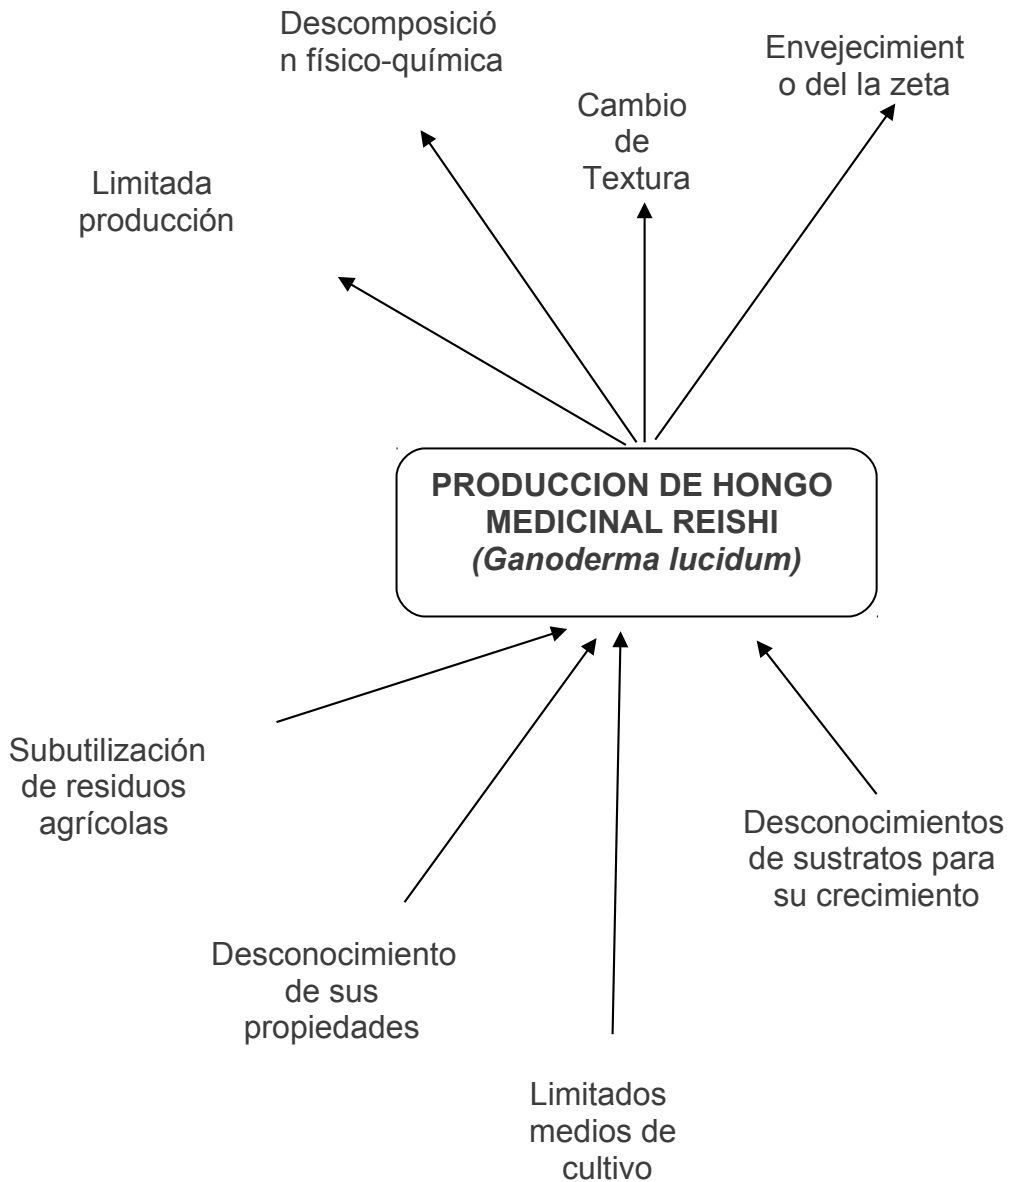 Descomposició
n físico-química
Envejecimient
o del la zeta
Cambio
de
Textura
Limitada
producción
PRODUCCION DE HONGO
MEDICINAL REISHI
(Ganoderma lucidum)
Subutilización
de residuos
agrícolas
Desconocimientos
de sustratos para
su crecimiento
Desconocimiento
de sus
propiedades
Limitados
medios de
cultivo